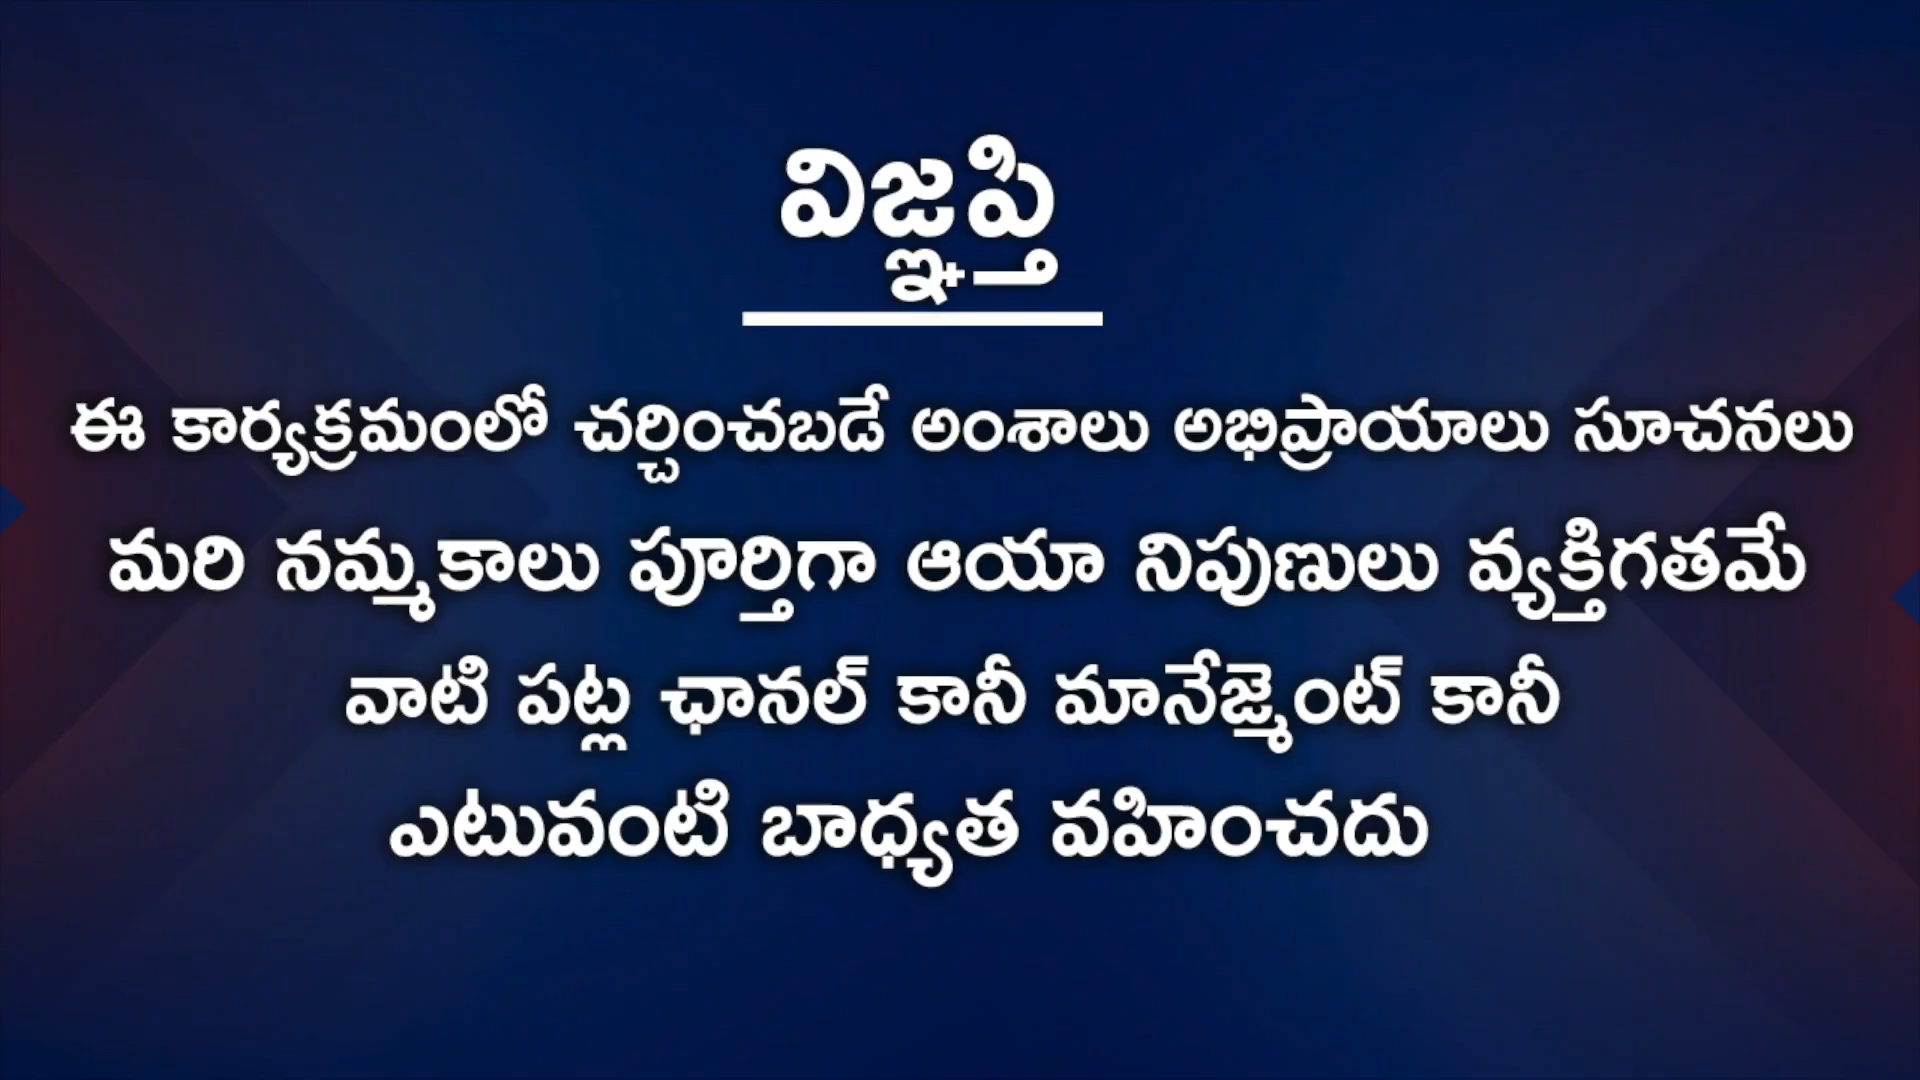 విజ్ఞప్తి
ఈ కార్యక్రమంలో చర్చించబడే అంశాలు అభిప్రాయాలు సూచనలు
మరి నమ్మకాలు పూర్తిగా ఆయా నిపుణులు వ్యక్తిగతమే
వాటి పట్ల ఛానల్ కానీ మానేజ్మెంట్ కానీ
ఎటువంటి బాధ్యత వహించదు